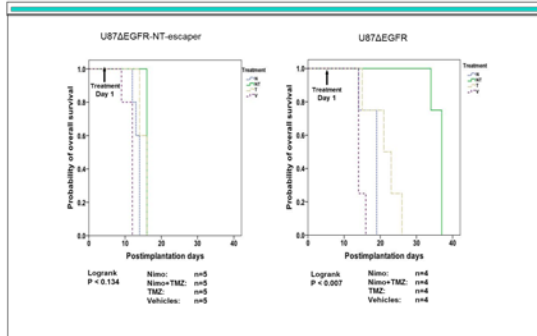 U87ΔEGFR-NT-escaper
Probability of overall survival
1.0
0.8
0.6
0.4
0.2
0.0
Treatment
Day 1
Treatment
N
NT
T
V
0 10 20 30 40
Postimplantation days
Logrank
P < 0.134
Nimo: n=5
Nimo+TMZ: n=5
TMZ: n=5
Vehicles: n=5
U87ΔEGFR
Probability of overall survival
1.0
0.8
0.6
0.4
0.2
0.0
Treatment
Day 1
Treatment
N
NT
T
V
0 10 20 30 40
Postimplantation days
Logrank
P < 0.007
Nimo: n=4
Nimo+TMZ: n=4
TMZ: n=4
Vehicles: n=4